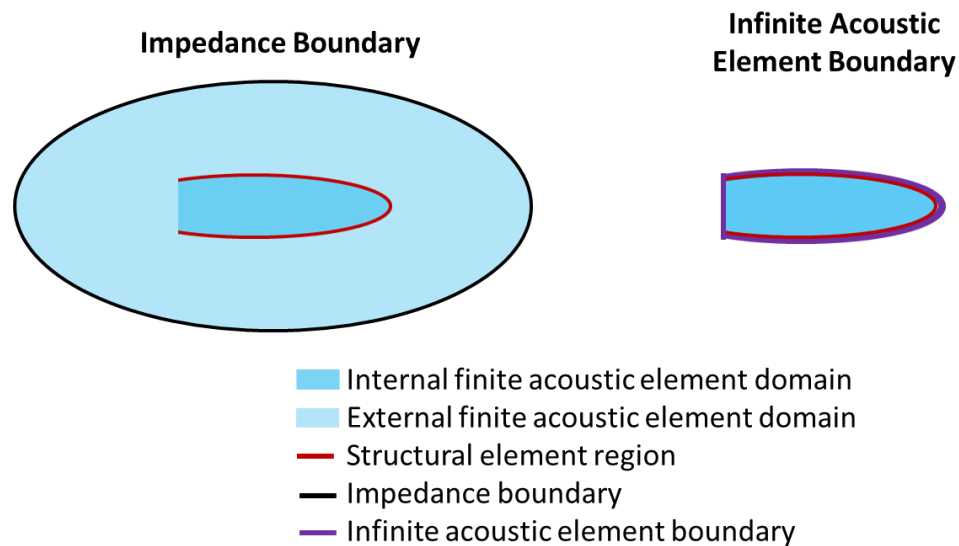 Impedance Boundary
Infinite Acoustic
Element Boundary
Internal finite acoustic element domain
External finite acoustic element domain
Structural element region
Impedance boundary
Infinite acoustic element boundary